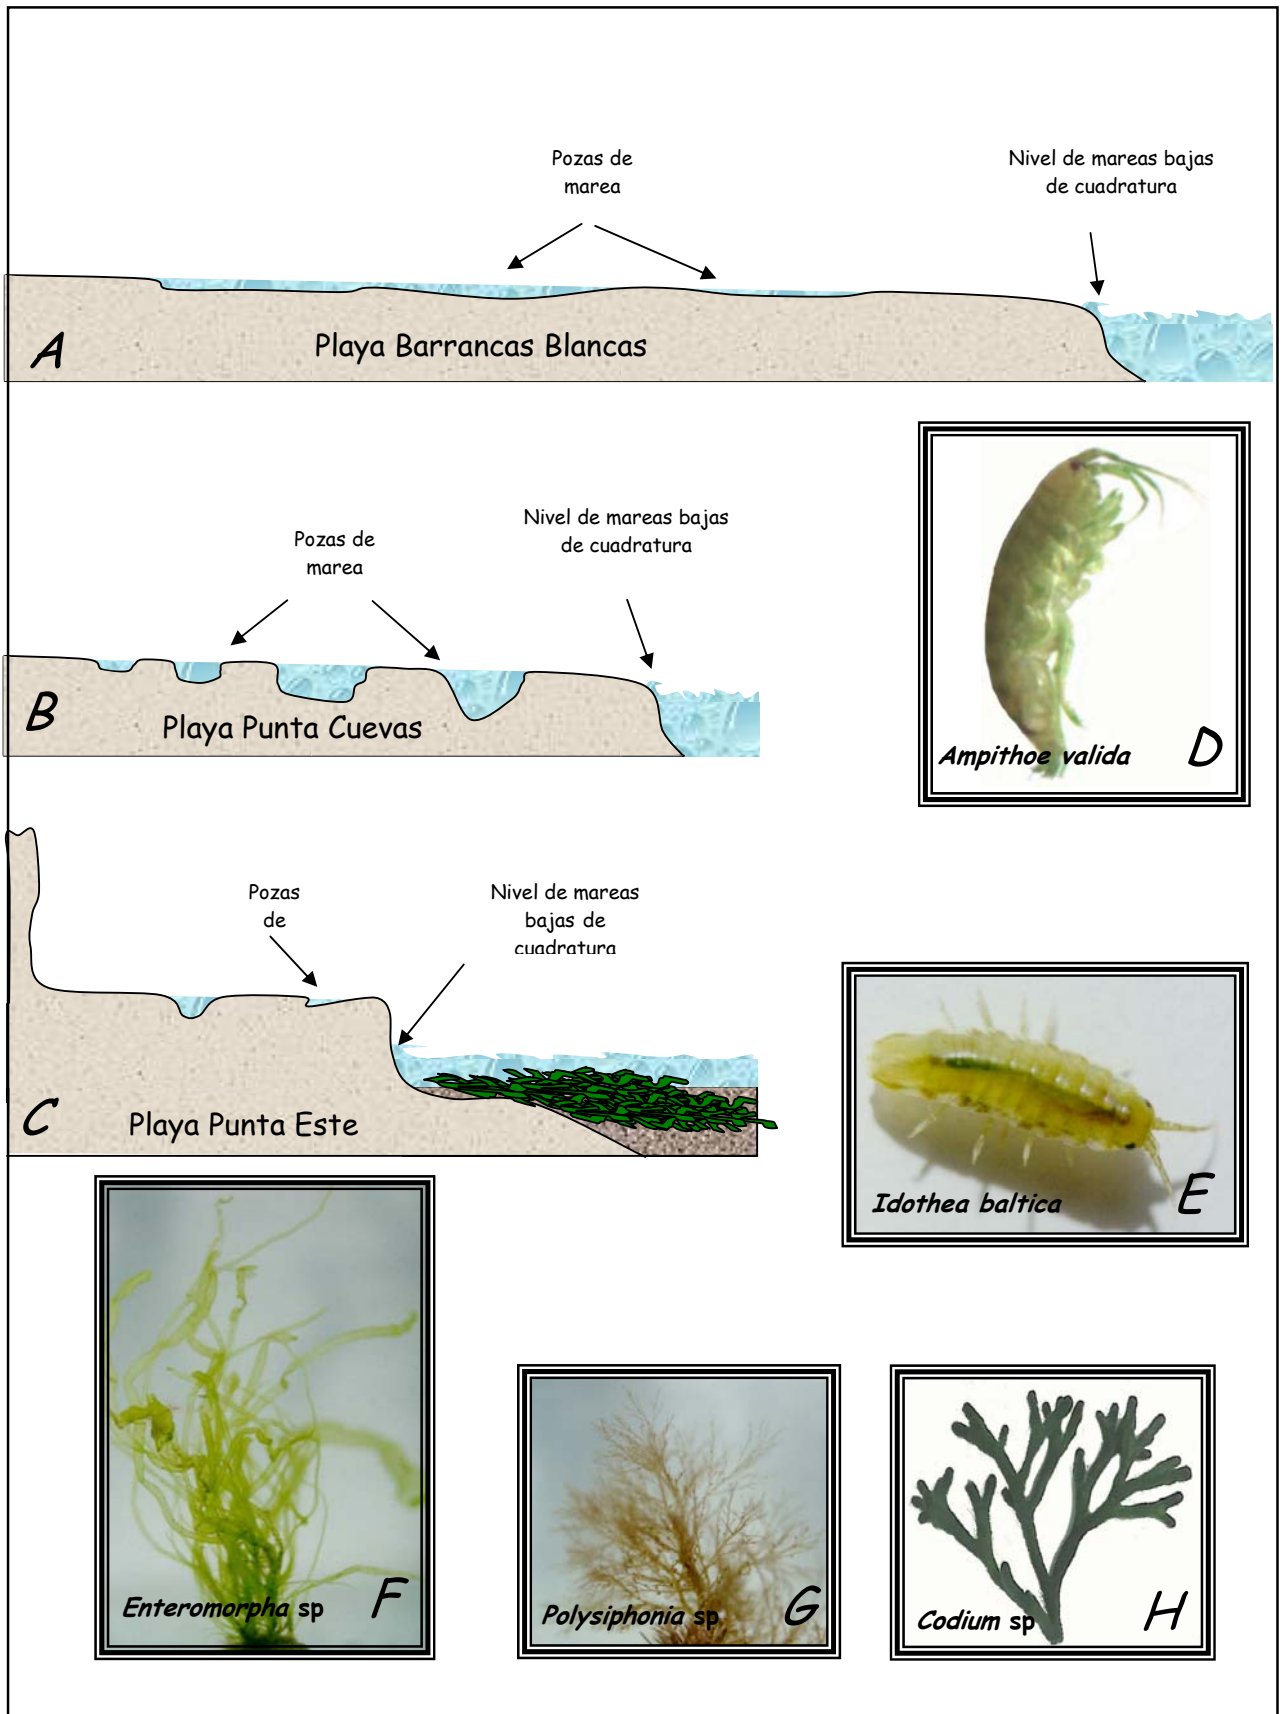 Pozas de
marea
Nivel de mareas bajas
de cuadratura
A
Playa Barrancas Blancas
Pozas de
marea
Nivel de mareas bajas
de cuadratura
B
Playa Punta Cuevas
Ampithoe valida
D
Pozas
de
Nivel de mareas
bajas de
cuadratura
C
Playa Punta Este
Idothea baltica
E
Enteromorpha sp
F
Polysiphonia sp
G
Codium sp
H